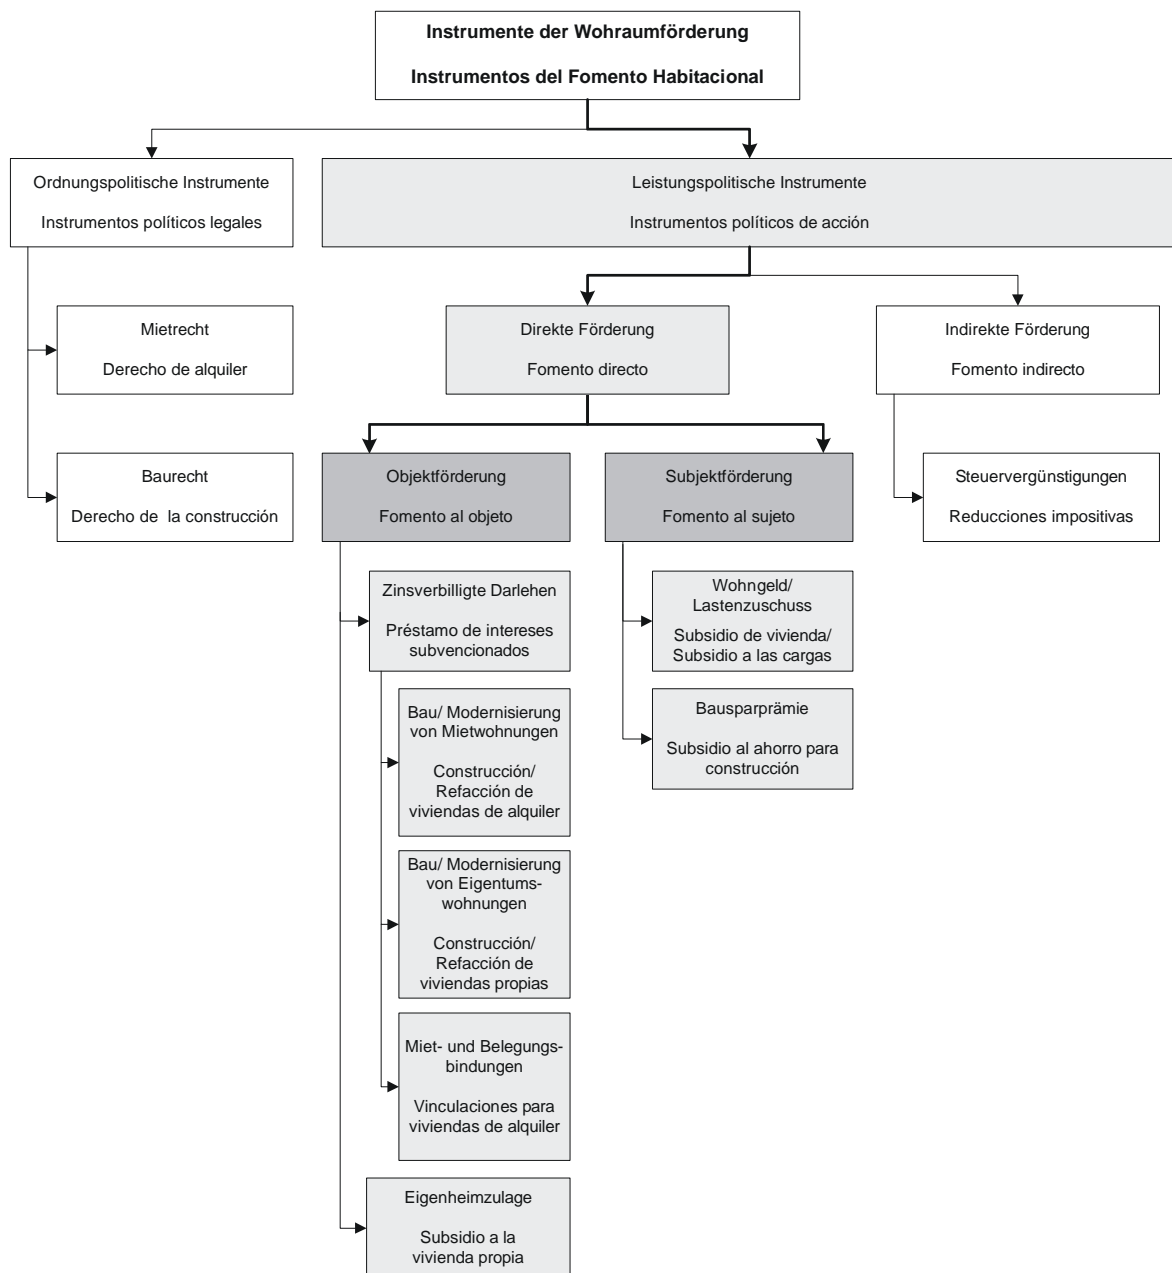 Instrumente der Wohraumförderung
Instrumentos del Fomento Habitacional
Ordnungspolitische Instrumente
Instrumentos políticos legales
Leistungspolitische Instrumente
Instrumentos políticos de acción
Mietrecht
Derecho de alquiler
Direkte Förderung
Fomento directo
Indirekte Förderung
Fomento indirecto
Baurecht
Derecho de la construcción
Objektförderung
Fomento al objeto
Subjektförderung
Fomento al sujeto
Steuervergünstigungen
Reducciones impositivas
Zinsverbilligte Darlehen
Préstamo de intereses
subvencionados
Wohngeld/
Lastenzuschuss
Subsidio de vivienda/
Subsidio a las cargas
Bau/ Modernisierung
von Mietwohnungen
Construcción/
Refacción de
viviendas de alquiler
Bausparprämie
Subsidio al ahorro para
construcción
Bau/ Modernisierung
von Eigentums-
wohnungen
Construcción/
Refacción de
viviendas propias
Miet- und Belegungs-
bindungen
Vinculaciones para
viviendas de alquiler
Eigenheimzulage
Subsidio a la
vivienda propia